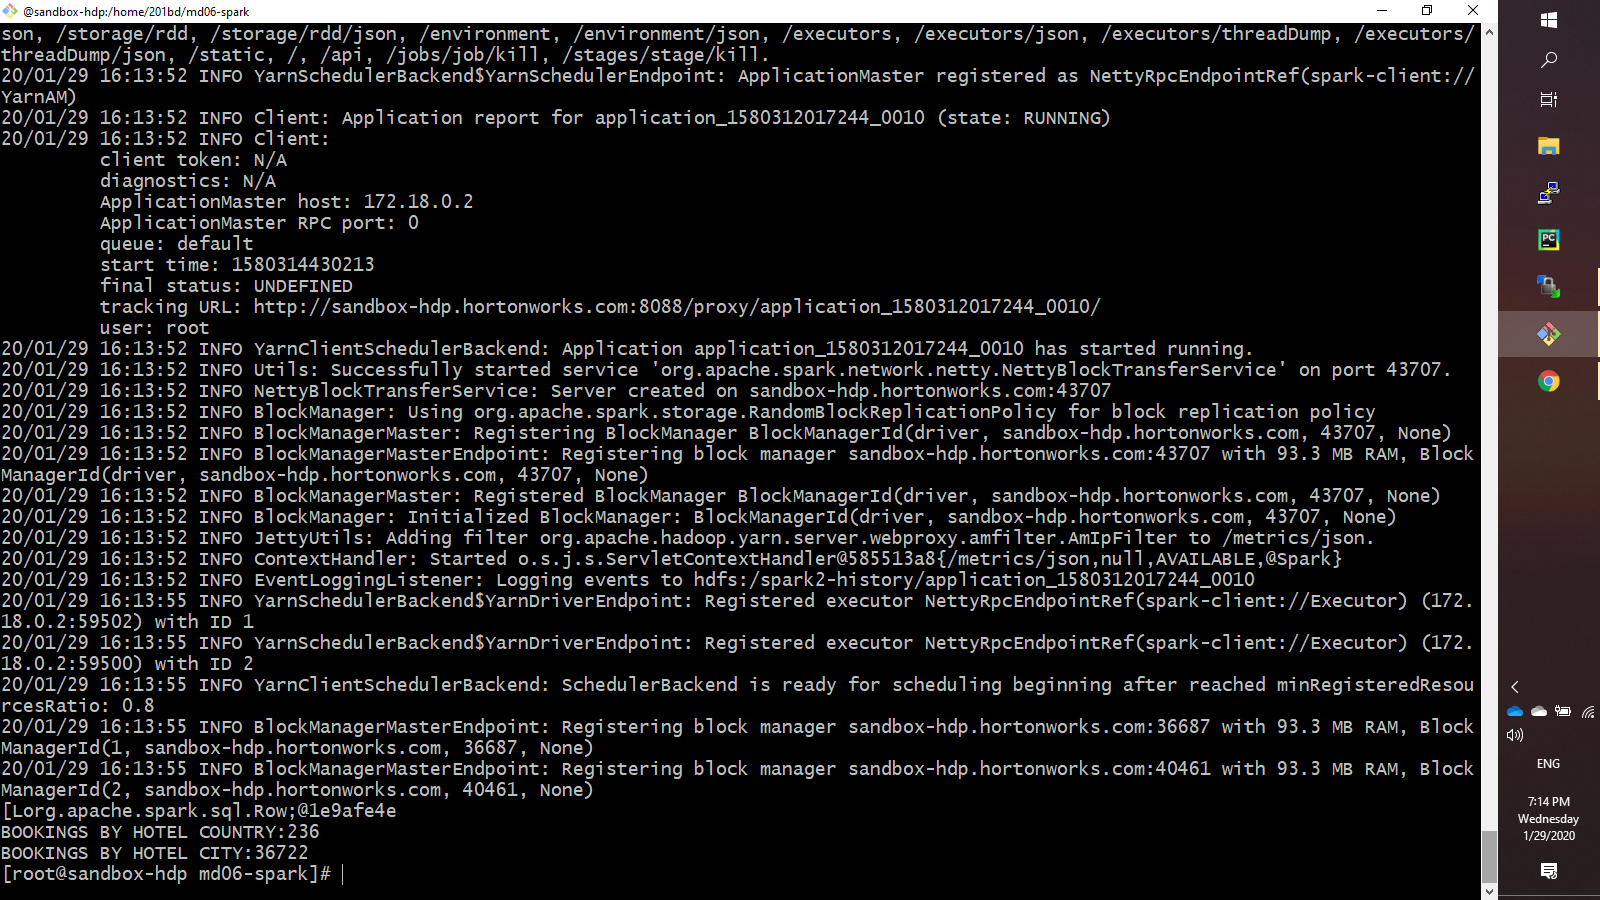 @sandbox-hdp:/home/201bd/md06-spark
son, /storage/rdd, /storage/rdd/json, /environment, /environment/json, /executors, /executors/json, /executors/threadDump, /executors/
threadDump/json, /static, /, /api, /jobs/job/kill, /stages/stage/kill.
20/01/29 16:13:52 INFO YarnSchedulerBackend$YarnSchedulerEndpoint: ApplicationMaster registered as NettyRpcEndpointRef(spark-client://
YarnAM)
20/01/29 16:13:52 INFO Client: Application report for application_1580312017244_0010 (state: RUNNING)
20/01/29 16:13:52 INFO Client:
client token: N/A
diagnostics: N/A
ApplicationMaster host: 172.18.0.2
ApplicationMaster RPC port: 0
queue: default
start time: 1580314430213
final status: UNDEFINED
tracking URL: http://sandbox-hdp.hortonworks.com:8088/proxy/application_1580312017244_0010/
user: root
20/01/29 16:13:52 INFO YarnClientSchedulerBackend: Application application_1580312017244_0010 has started running.
20/01/29 16:13:52 INFO Utils: Successfully started service 'org.apache.spark.network.netty.NettyBlockTransferService' on port 43707.
20/01/29 16:13:52 INFO NettyBlockTransferService: Server created on sandbox-hdp.hortonworks.com:43707
20/01/29 16:13:52 INFO BlockManager: Using org.apache.spark.storage.RandomBlockReplicationPolicy for block replication policy
20/01/29 16:13:52 INFO BlockManagerMaster: Registering BlockManager BlockManagerId(driver, sandbox-hdp.hortonworks.com, 43707, None)
20/01/29 16:13:52 INFO BlockManagerMasterEndpoint: Registering block manager sandbox-hdp.hortonworks.com:43707 with 93.3 MB RAM, Block
ManagerId(driver, sandbox-hdp.hortonworks.com, 43707, None)
20/01/29 16:13:52 INFO BlockManagerMaster: Registered BlockManager BlockManagerId(driver, sandbox-hdp.hortonworks.com, 43707, None)
20/01/29 16:13:52 INFO BlockManager: Initialized BlockManager: BlockManagerId(driver, sandbox-hdp.hortonworks.com, 43707, None)
20/01/29 16:13:52 INFO JettyUtils: Adding filter org.apache.hadoop.yarn.server.webproxy.amfilter.AmIpFilter to /metrics/json.
20/01/29 16:13:52 INFO ContextHandler: Started o.s.j.s.ServletContextHandler@585513a8{/metrics/json,null,AVAILABLE,@Spark}
20/01/29 16:13:52 INFO EventLoggingListener: Logging events to hdfs:/spark2-history/application_1580312017244_0010
20/01/29 16:13:55 INFO YarnSchedulerBackend$YarnDriverEndpoint: Registered executor NettyRpcEndpointRef(spark-client://Executor) (172.
18.0.2:59502) with ID 1
20/01/29 16:13:55 INFO YarnSchedulerBackend$YarnDriverEndpoint: Registered executor NettyRpcEndpointRef(spark-client://Executor) (172.
18.0.2:59500) with ID 2
20/01/29 16:13:55 INFO YarnClientSchedulerBackend: SchedulerBackend is ready for scheduling beginning after reached minRegisteredResou
rcesRatio: 0.8
20/01/29 16:13:55 INFO BlockManagerMasterEndpoint: Registering block manager sandbox-hdp.hortonworks.com:36687 with 93.3 MB RAM, Block
ManagerId(1, sandbox-hdp.hortonworks.com, 36687, None)
20/01/29 16:13:55 INFO BlockManagerMasterEndpoint: Registering block manager sandbox-hdp.hortonworks.com:40461 with 93.3 MB RAM, Block
ManagerId(2, sandbox-hdp.hortonworks.com, 40461, None)
[Lorg.apache.spark.sql.Row;@1e9afe4e
BOOKINGS BY HOTEL COUNTRY:236
BOOKINGS BY HOTEL CITY:36722
[root@sandbox-hdp md06-spark]#
PC
ENG
7:14 PM
Wednesday
1/29/2020